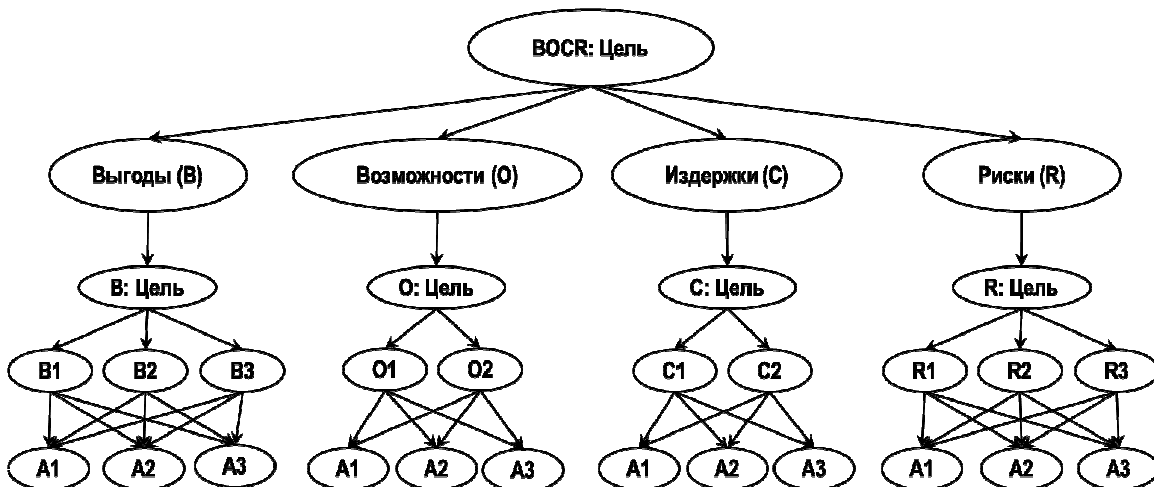 BOCR: Цель
Выгоды (B)
Возможности (O)
Издержки (C)
Риски (R)
B: Цель
O: Цель
C: Цель
R: Цель
B1
B2
B3
O1
O2
C1
C2
R1
R2
R3
A1
A2
A3
A1
A2
A3
A1
A2
A3
A1
A2
A3